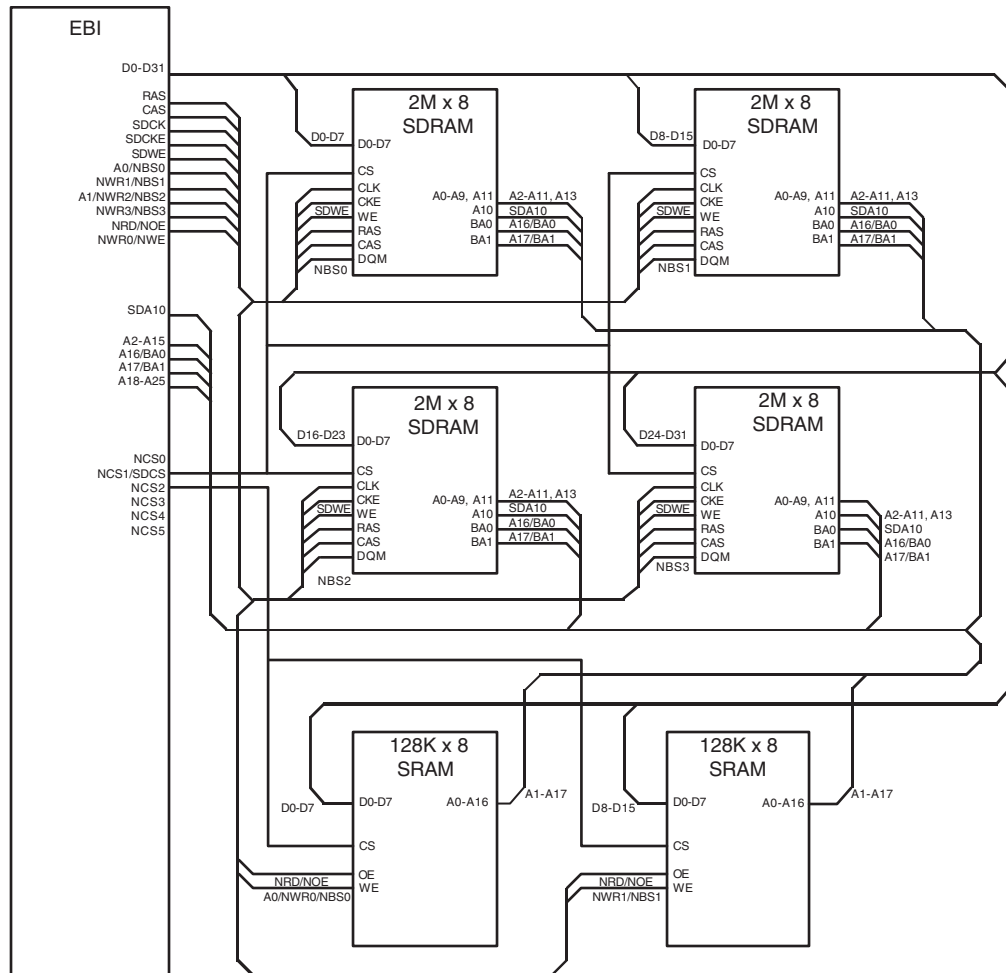 EBI
D0-D31
RAS
CAS
SDCK
SDCKE
SDWE
A0/NBS0
NWR1/NBS1
A1/NWR2/NBS2
NWR3/NBS3
NRD/NOE
NWR0/NWE
SDA10
A2-A15
A16/BA0
A17/BA1
A18-A25
NCS0
NCS1/SDCS
NCS2
NCS3
NCS4
NCS5
2M x 8
SDRAM
D0-D7
D0-D7
CS
CLK
CKE
SDWE
WE
RAS
CAS
DQM
NBS0
A0-A9, A11
A10
BA0
BA1
A2-A11, A13
SDA10
A16/BA0
A17/BA1
2M x 8
SDRAM
D8-D15
D0-D7
CS
CLK
CKE
SDWE
WE
RAS
CAS
DQM
NBS1
A0-A9, A11
A10
BA0
BA1
A2-A11, A13
SDA10
A16/BA0
A17/BA1
2M x 8
SDRAM
D16-D23
D0-D7
CS
CLK
CKE
SDWE
WE
RAS
CAS
DQM
NBS2
A0-A9, A11
A10
BA0
BA1
A2-A11, A13
SDA10
A16/BA0
A17/BA1
2M x 8
SDRAM
D24-D31
D0-D7
CS
CLK
CKE
SDWE
WE
RAS
CAS
DQM
NBS3
A0-A9, A11
A10
BA0
BA1
A2-A11, A13
SDA10
A16/BA0
A17/BA1
128K x 8
SRAM
D0-D7
D0-D7
A0-A16
A1-A17
CS
OE
NRD/NOE
WE
A0/NWR0/NBS0
128K x 8
SRAM
D8-D15
D0-D7
A0-A16
A1-A17
CS
OE
NRD/NOE
WE
NWR1/NBS1